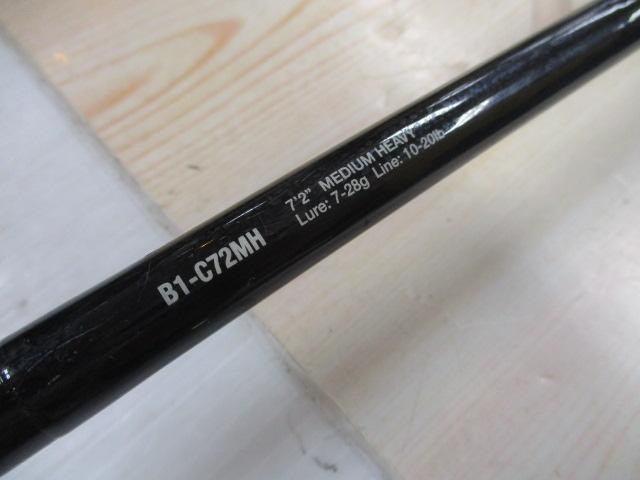 B1-C72MH
7'2" MEDIUM HEAVY
Lure: 7-28g Line: 10-20lb